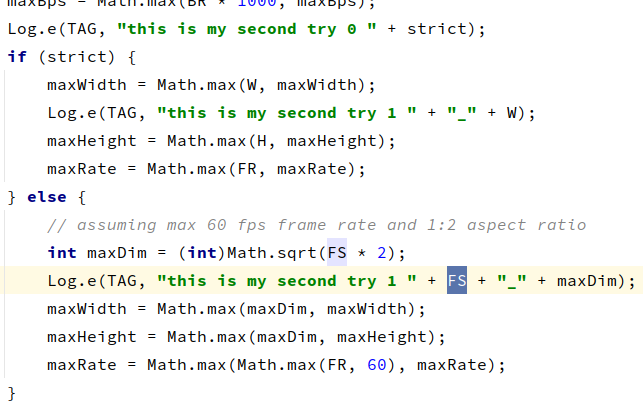 maxBps = Math.max(BR * 1000, maxBps);
Log.e(TAG, "this is my second try 0 " + strict);
if (strict) {
    maxWidth = Math.max(W, maxWidth);
    Log.e(TAG, "this is my second try 1 " + "_" + W);
    maxHeight = Math.max(H, maxHeight);
    maxRate = Math.max(FR, maxRate);
} else {
    // assuming max 60 fps frame rate and 1:2 aspect ratio
    int maxDim = (int)Math.sqrt(FS * 2);
    Log.e(TAG, "this is my second try 1 " + FS + "_" + maxDim);
    maxWidth = Math.max(maxDim, maxWidth);
    maxHeight = Math.max(maxDim, maxHeight);
    maxRate = Math.max(Math.max(FR, 60), maxRate);
}